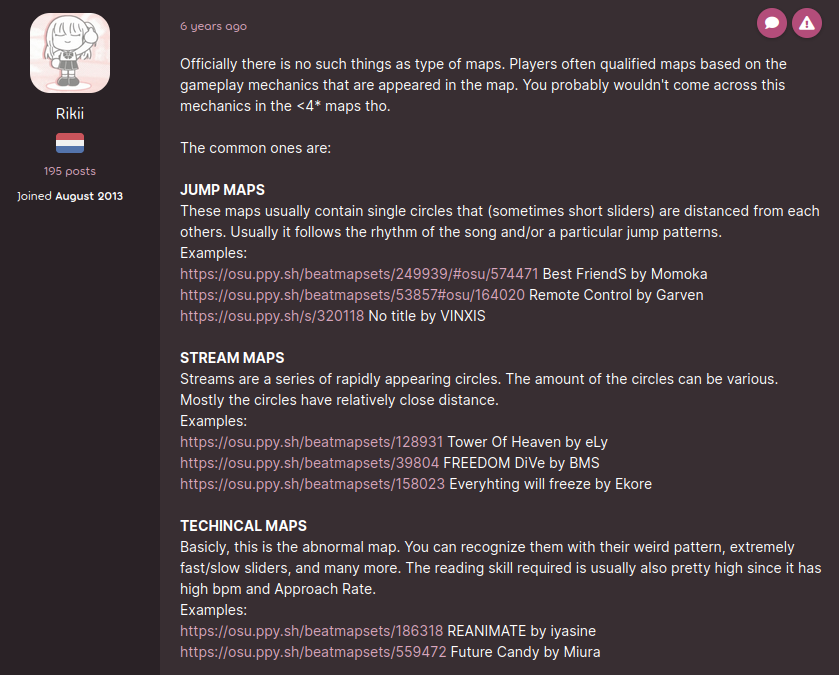 6 years ago
Rikii
195 posts
Joined August 2013
Officially there is no such things as type of maps. Players often qualified maps based on the
gameplay mechanics that are appeared in the map. You probably wouldn't come across this
mechanics in the <4* maps tho.
The common ones are:
JUMP MAPS
These maps usually contain single circles that (sometimes short sliders) are distanced from each
others. Usually it follows the rhythm of the song and/or a particular jump patterns.
Examples:
https://osu.ppy.sh/beatmapsets/249939/#osu/574471 Best FriendS by Momoka
https://osu.ppy.sh/beatmapsets/53857#osu/164020 Remote Control by Garven
https://osu.ppy.sh/s/320118 No title by VINXIS
STREAM MAPS
Streams are a series of rapidly appearing circles. The amount of the circles can be various.
Mostly the circles have relatively close distance.
Examples:
https://osu.ppy.sh/beatmapsets/128931 Tower Of Heaven by eLy
https://osu.ppy.sh/beatmapsets/39804 FREEDOM DiVe by BMS
https://osu.ppy.sh/beatmapsets/158023 Everyhting will freeze by Ekore
TECHINCAL MAPS
Basicly, this is the abnormal map. You can recognize them with their weird pattern, extremely
fast/slow sliders, and many more. The reading skill required is usually also pretty high since it has
high bpm and Approach Rate.
Examples:
https://osu.ppy.sh/beatmapsets/186318 REANIMATE by iyasine
https://osu.ppy.sh/beatmapsets/559472 Future Candy by Miura